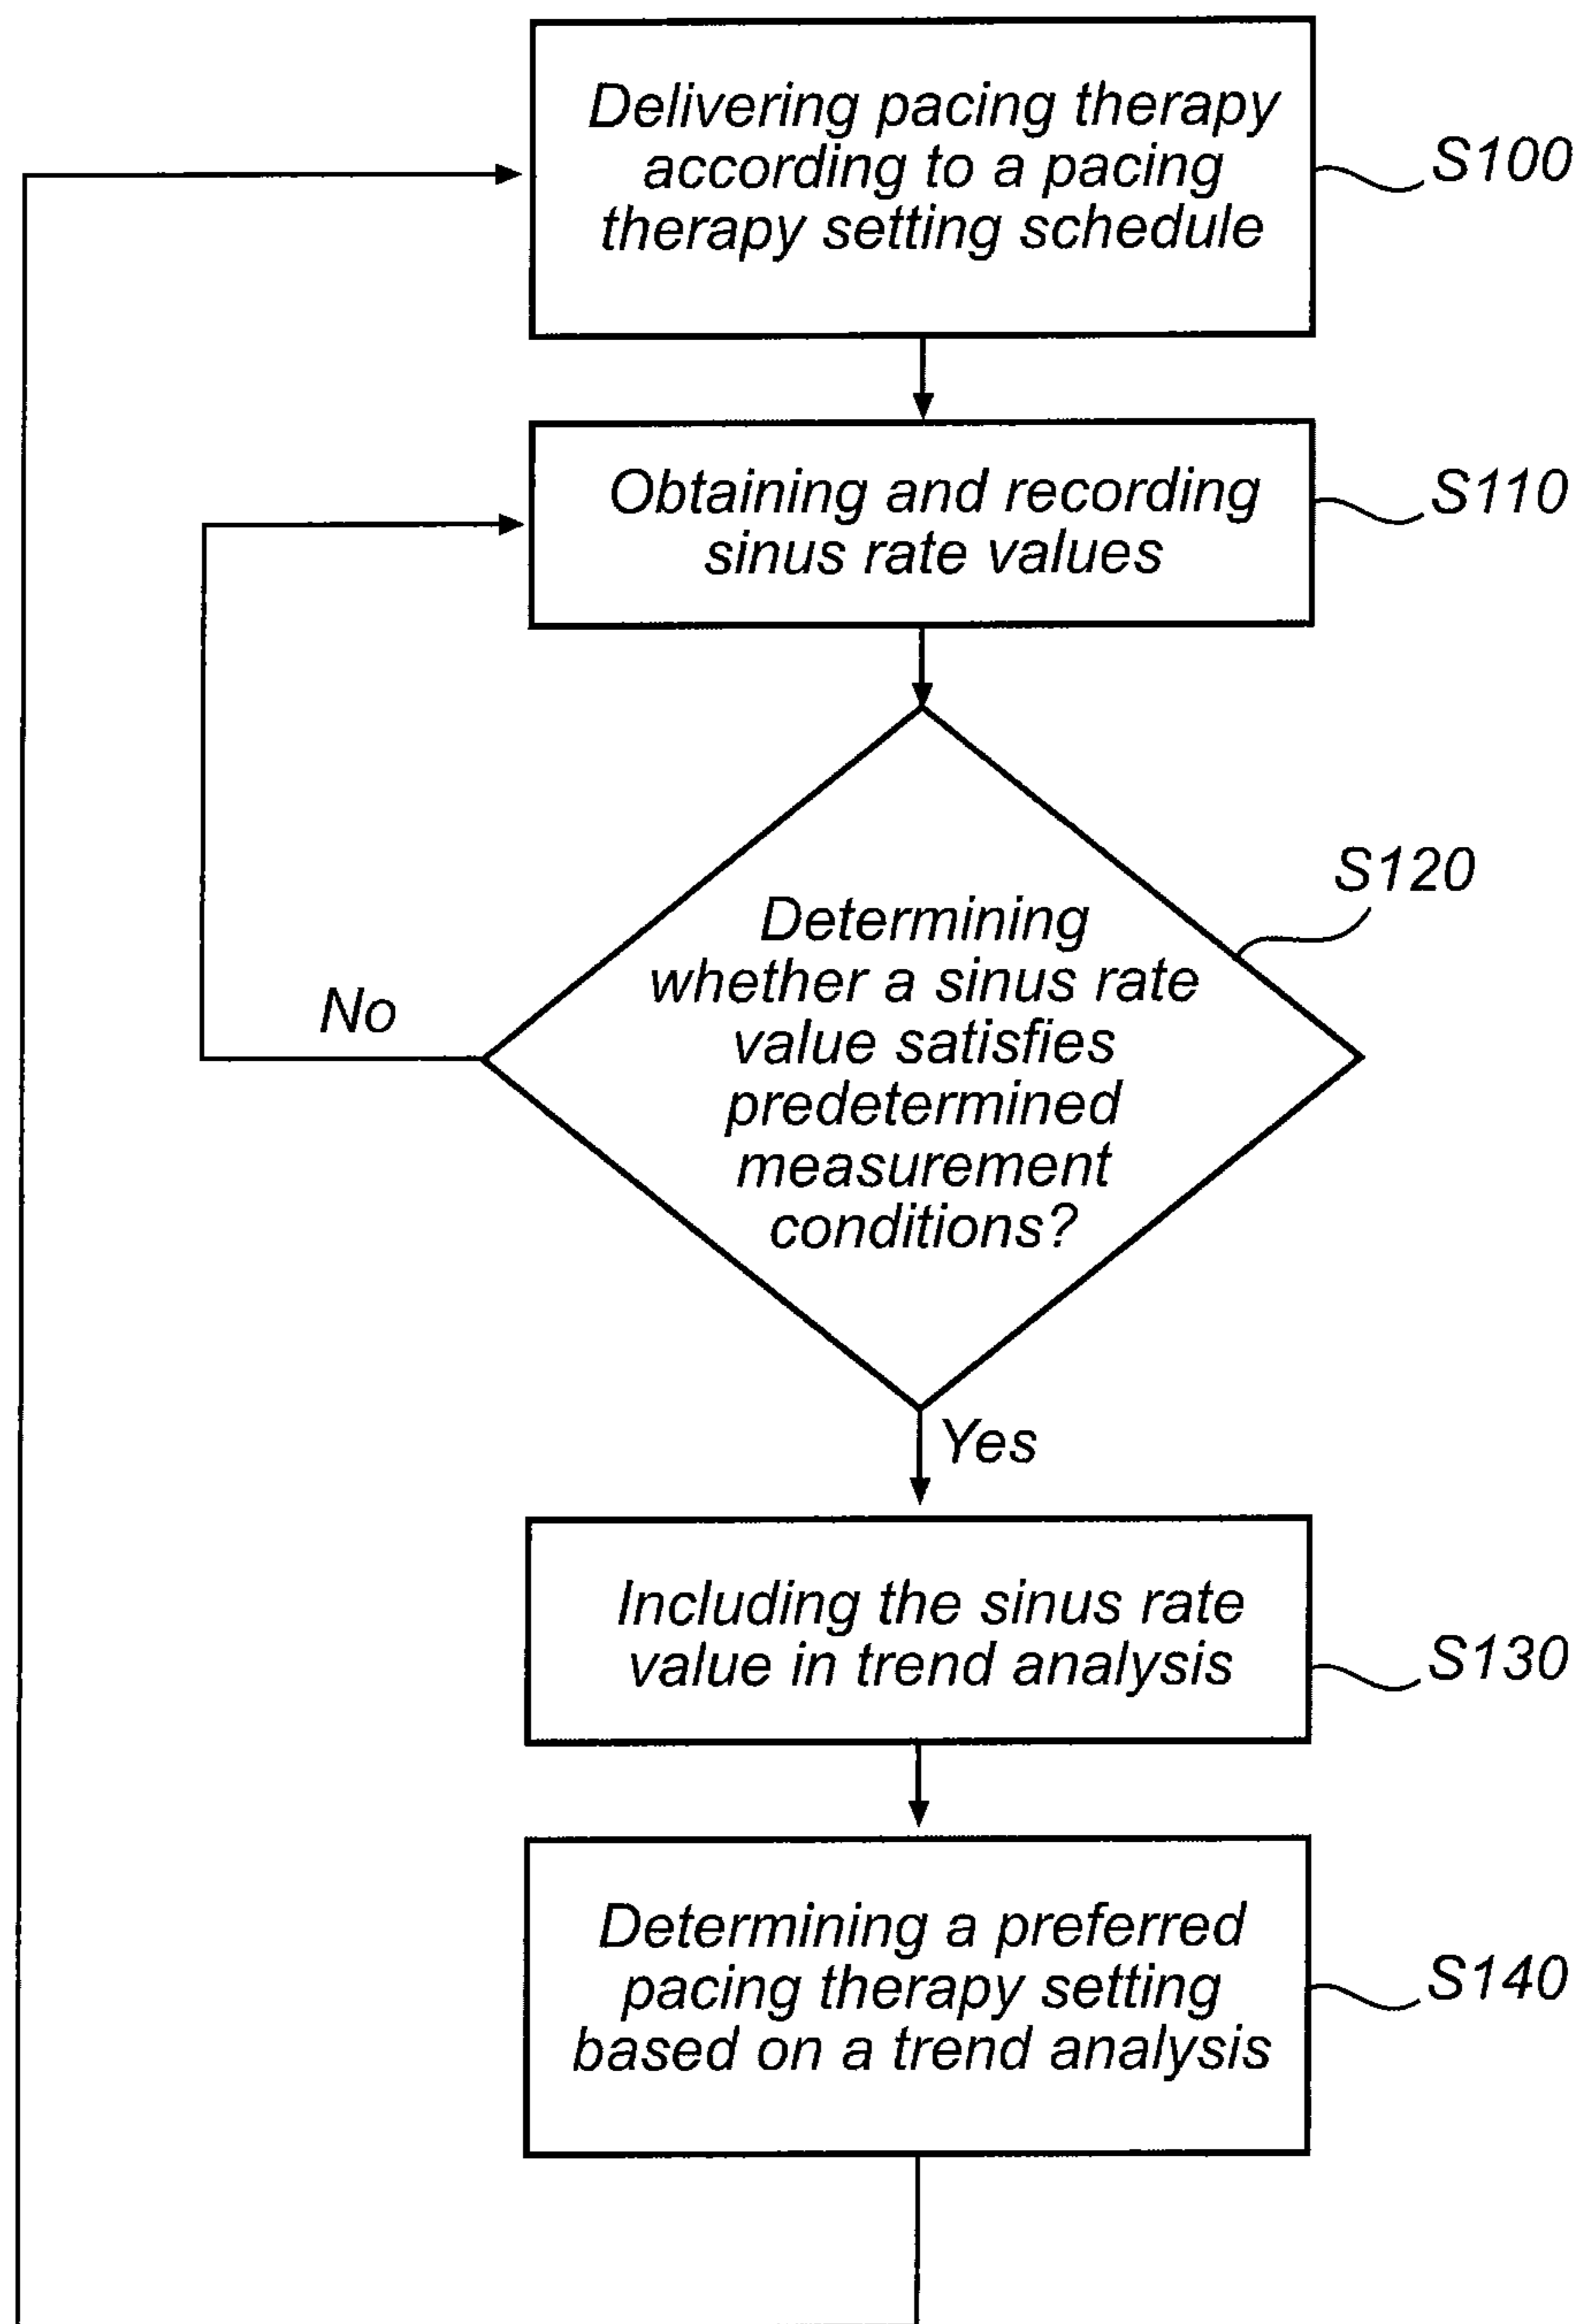 Delivering pacing therapy
according to a pacing
therapy setting schedule
S100
Obtaining and recording
sinus rate values
S110
Determining
whether a sinus rate
value satisfies
predetermined
measurement
conditions?
S120
No
Yes
Including the sinus rate
value in trend analysis
S130
Determining a preferred
pacing therapy setting
based on a trend analysis
S140